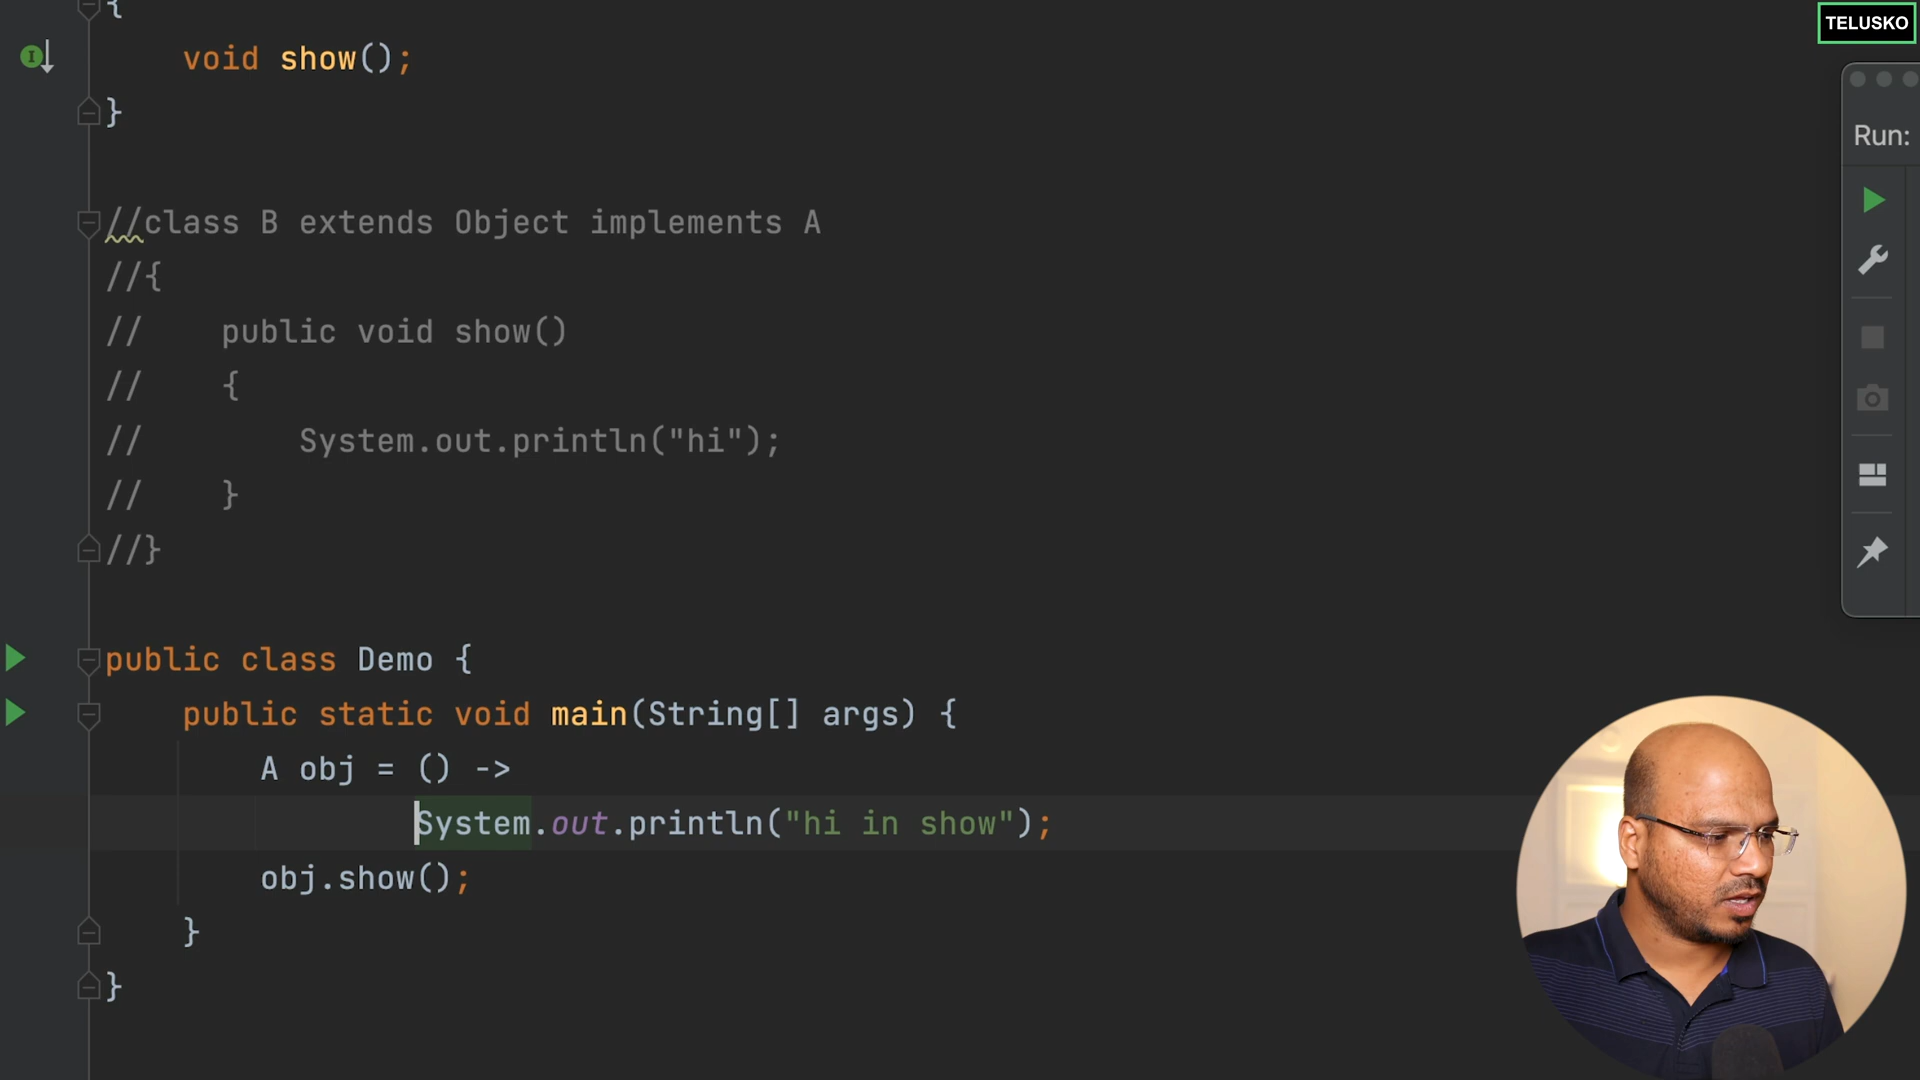 {
    void show();
}
//class B extends Object implements A
//{
//    public void show()
//    {
//        System.out.println("hi");
//    }
//}
public class Demo {
    public static void main(String[] args) {
        A obj = () ->
                System.out.println("hi in show");
        obj.show();
    }
}
TELUSKO
Run: